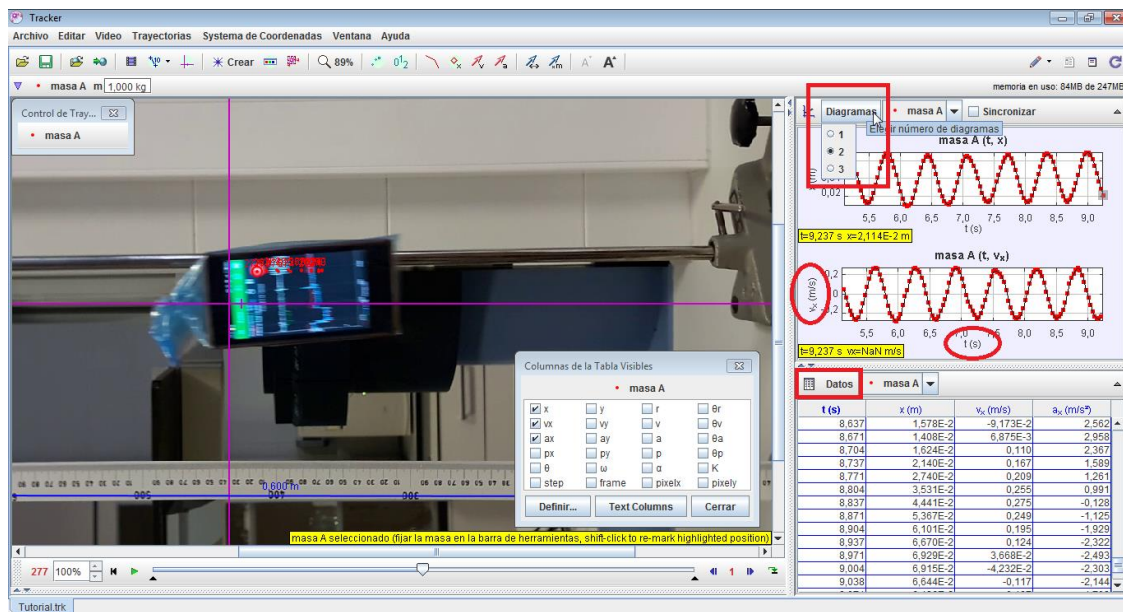 Tracker
Archivo Editar Video Trayectorias Systema de Coordenadas Ventana Ayuda
Crear 89%
masa A m 1,000 kg
memoria en uso: 84MB de 247MB
Control de Tray...
masa A
Diagramas masa A Sincronizar
Elegir número de diagramas
1
2
3
masa A (t, x)
0,02
5,5 6,0 6,5 7,0 7,5 8,0 8,5 9,0
t (s)
t=9,237 s x=2,114E-2 m
masa A (t, vx)
vx (m/s)
0,2
0
-0,2
5,5 6,0 6,5 7,0 7,5 8,0 8,5 9,0
t (s)
t=9,237 s vx=NaN m/s
Datos masa A
t (s) x (m) vx (m/s) ax (m/s²)
8,637 1,578E-2 -9,173E-2 2,562
8,671 1,408E-2 6,875E-3 2,958
8,704 1,624E-2 0,110 2,367
8,737 2,140E-2 0,167 1,589
8,771 2,740E-2 0,209 1,261
8,804 3,531E-2 0,255 0,991
8,837 4,441E-2 0,275 -0,128
8,871 5,367E-2 0,249 -1,125
8,904 6,101E-2 0,195 -1,929
8,937 6,670E-2 0,124 -2,322
8,971 6,929E-2 3,668E-2 -2,493
9,004 6,915E-2 -4,232E-2 -2,303
9,038 6,644E-2 -0,117 -2,144
Columnas de la Tabla Visibles
masa A
x y r θr
vx vy v θv
ax ay a θa
px py p θp
θ ω α K
step frame pixelx pixely
Definir... Text Columns Cerrar
0,600 m
500 400 300
masa A seleccionado (fijar la masa en la barra de herramientas, shift-click to re-mark highlighted position)
277 100% 1
Tutorial.trk